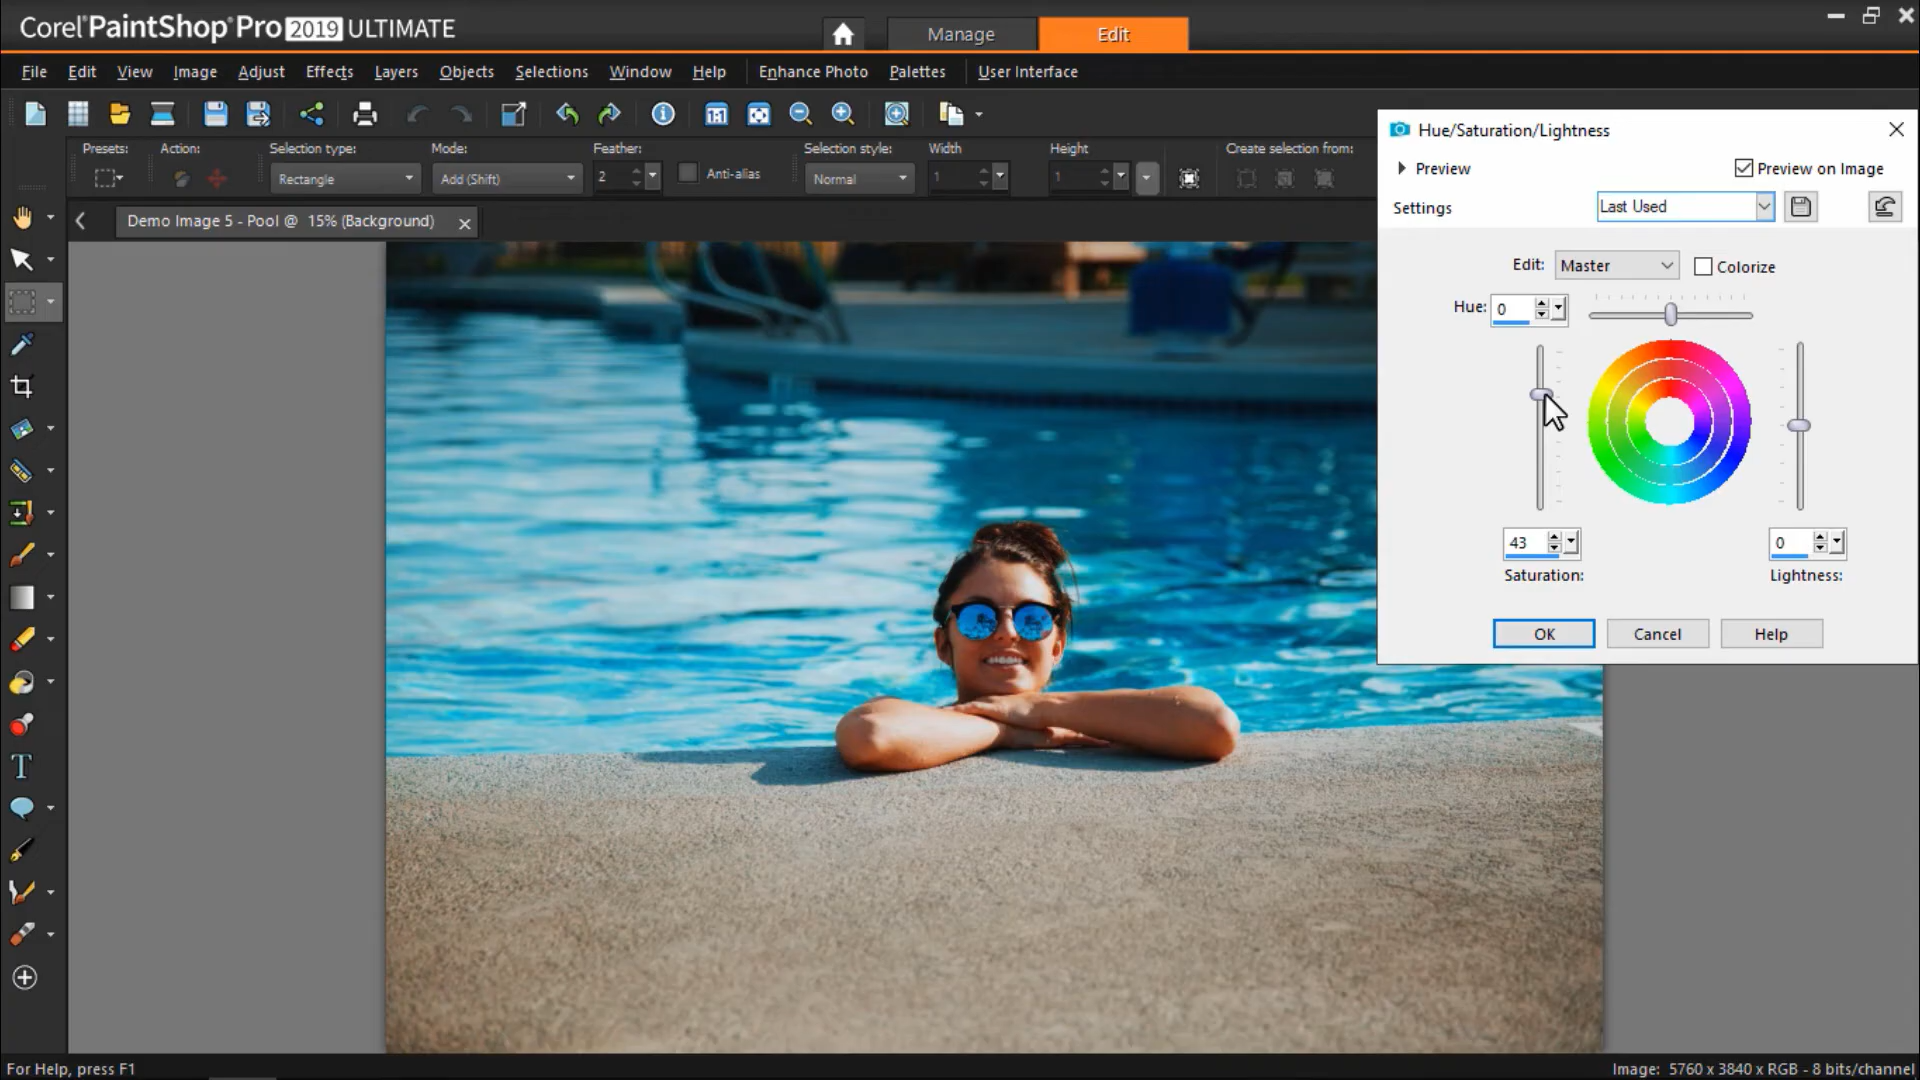 Corel® PaintShop® Pro 2019 ULTIMATE
Manage
Edit
File Edit View Image Adjust Effects Layers Objects Selections Window Help Enhance Photo Palettes User Interface
1:1
Presets: Action: Selection type: Mode: Feather: Selection style: Width Height Create selection from:
Rectangle Add (Shift) 2 Anti-alias Normal 1 1
Demo Image 5 - Pool @ 15% (Background)
Hue/Saturation/Lightness
Preview
Preview on Image
Settings
Last Used
Edit: Master Colorize
Hue: 0
43
0
Saturation:
Lightness:
OK Cancel Help
T
For Help, press F1
Image: 5760 x 3840 x RGB - 8 bits/channel